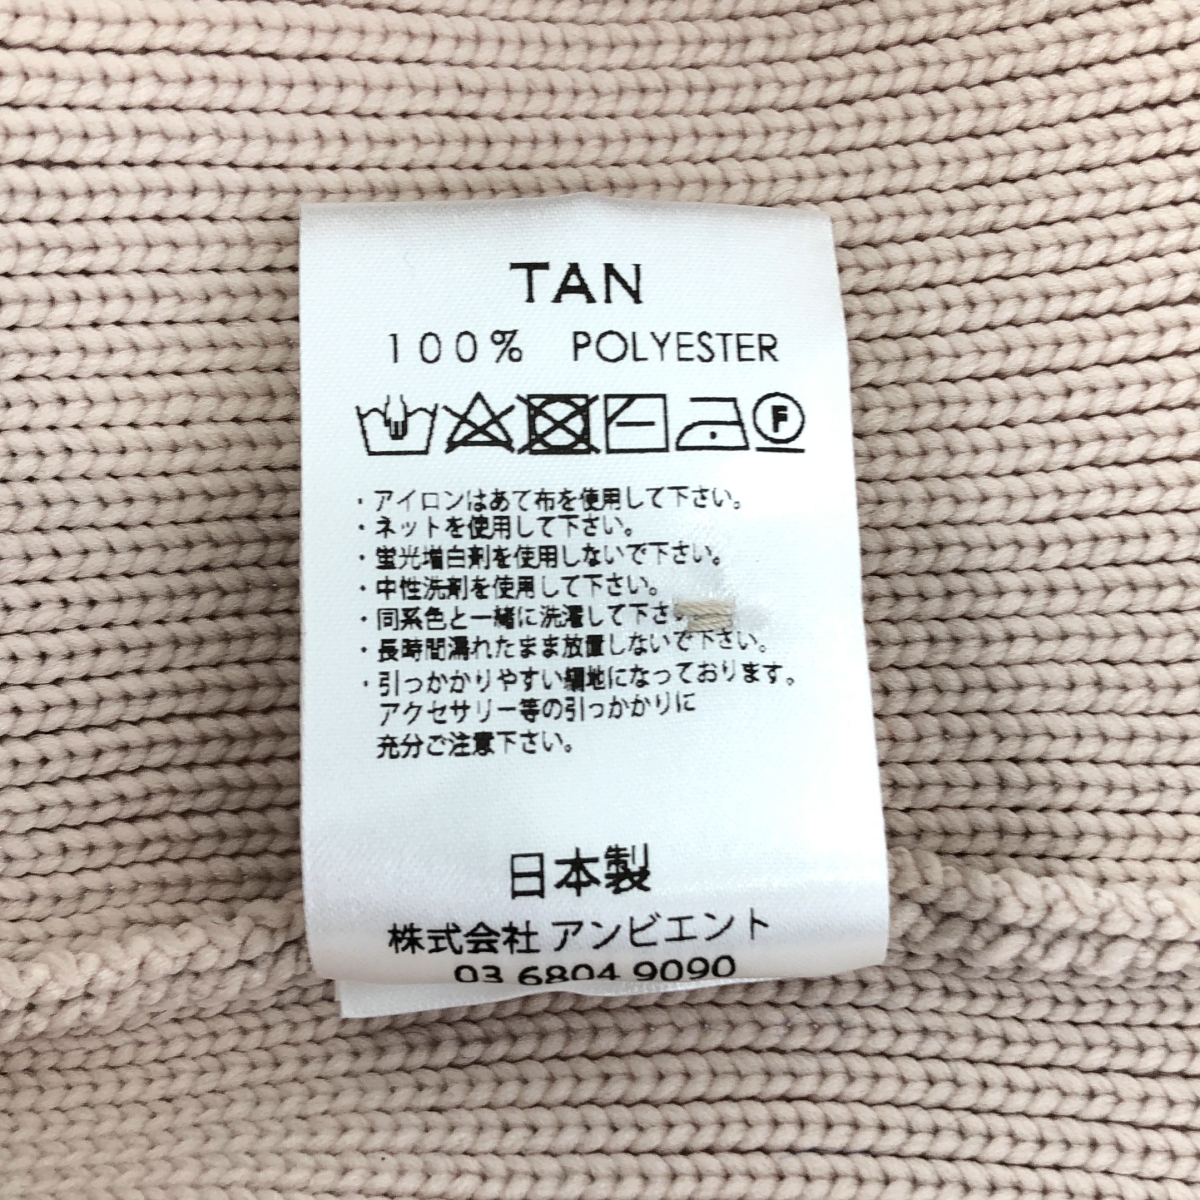 TAN
100% POLYESTER
F
・アイロンはあて布を使用して下さい。
・ネットを使用して下さい。
・蛍光増白剤を使用しないで下さい。
・中性洗剤を使用して下さい。
・同系色と一緒に洗濯して下さ
・長時間濡れたまま放置しないで下さい。
・引っかかりやすい編地になっております。
アクセサリー等の引っかかりに
充分ご注意下さい。
日本製
株式会社 アンビエント
03 6804 9090